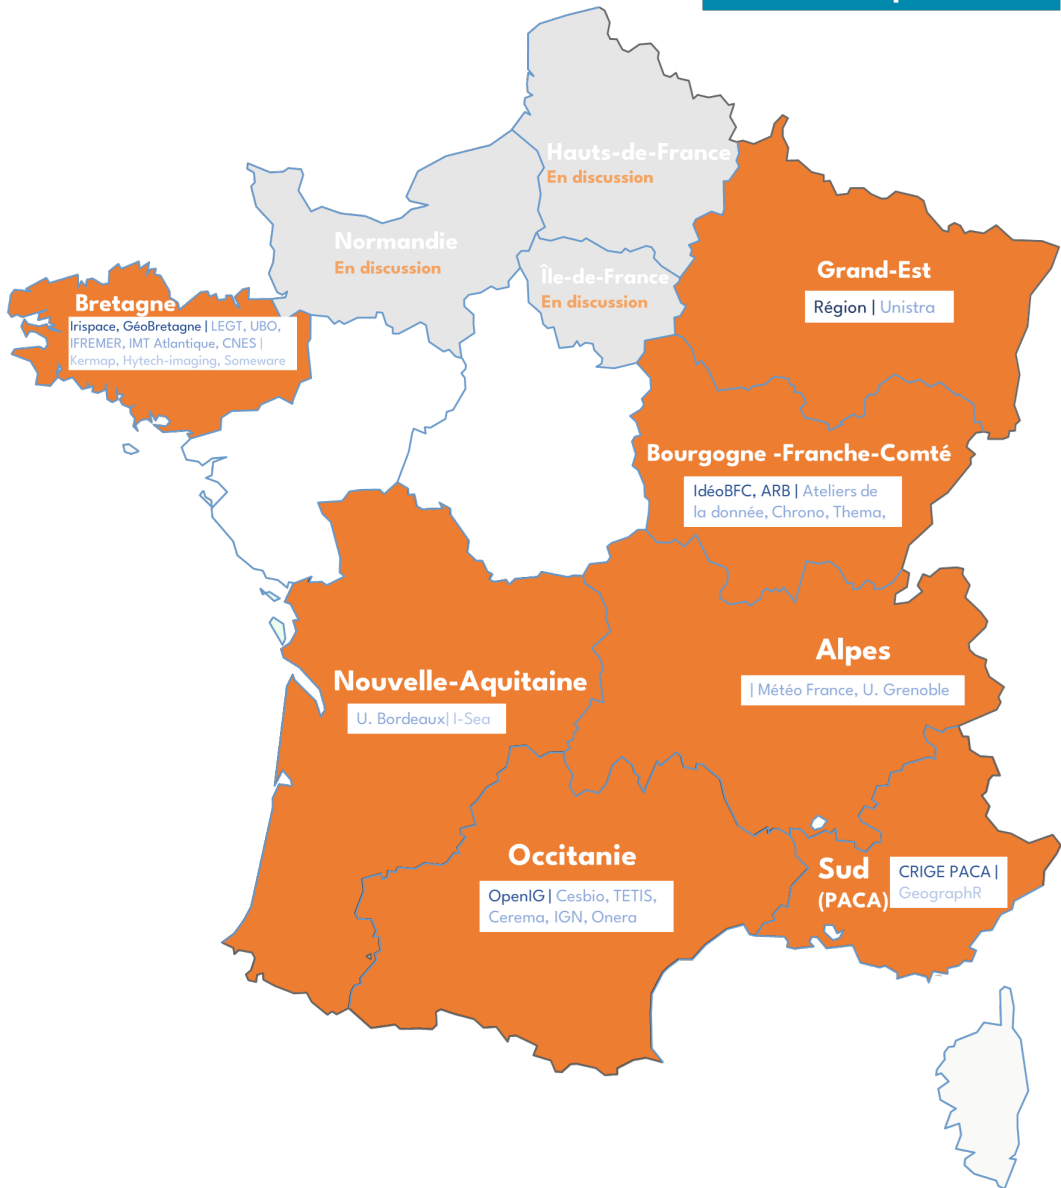 Hauts-de-France
En discussion
Normandie
En discussion
Île-de-France
En discussion
Grand-Est
Région | Unistra
Bretagne
Irispace, GéoBretagne | LEGT, UBO,
IFREMER, IMT Atlantique, CNES |
Kermap, Hytech-imaging, Someware
Bourgogne -Franche-Comté
IdéoBFC, ARB | Ateliers de
la donnée, Chrono, Thema,
Alpes
| Météo France, U. Grenoble
Nouvelle-Aquitaine
U. Bordeaux| I-Sea
Occitanie
OpenIG | Cesbio, TETIS,
Cerema, IGN, Onera
Sud
(PACA)
CRIGE PACA |
GeographR